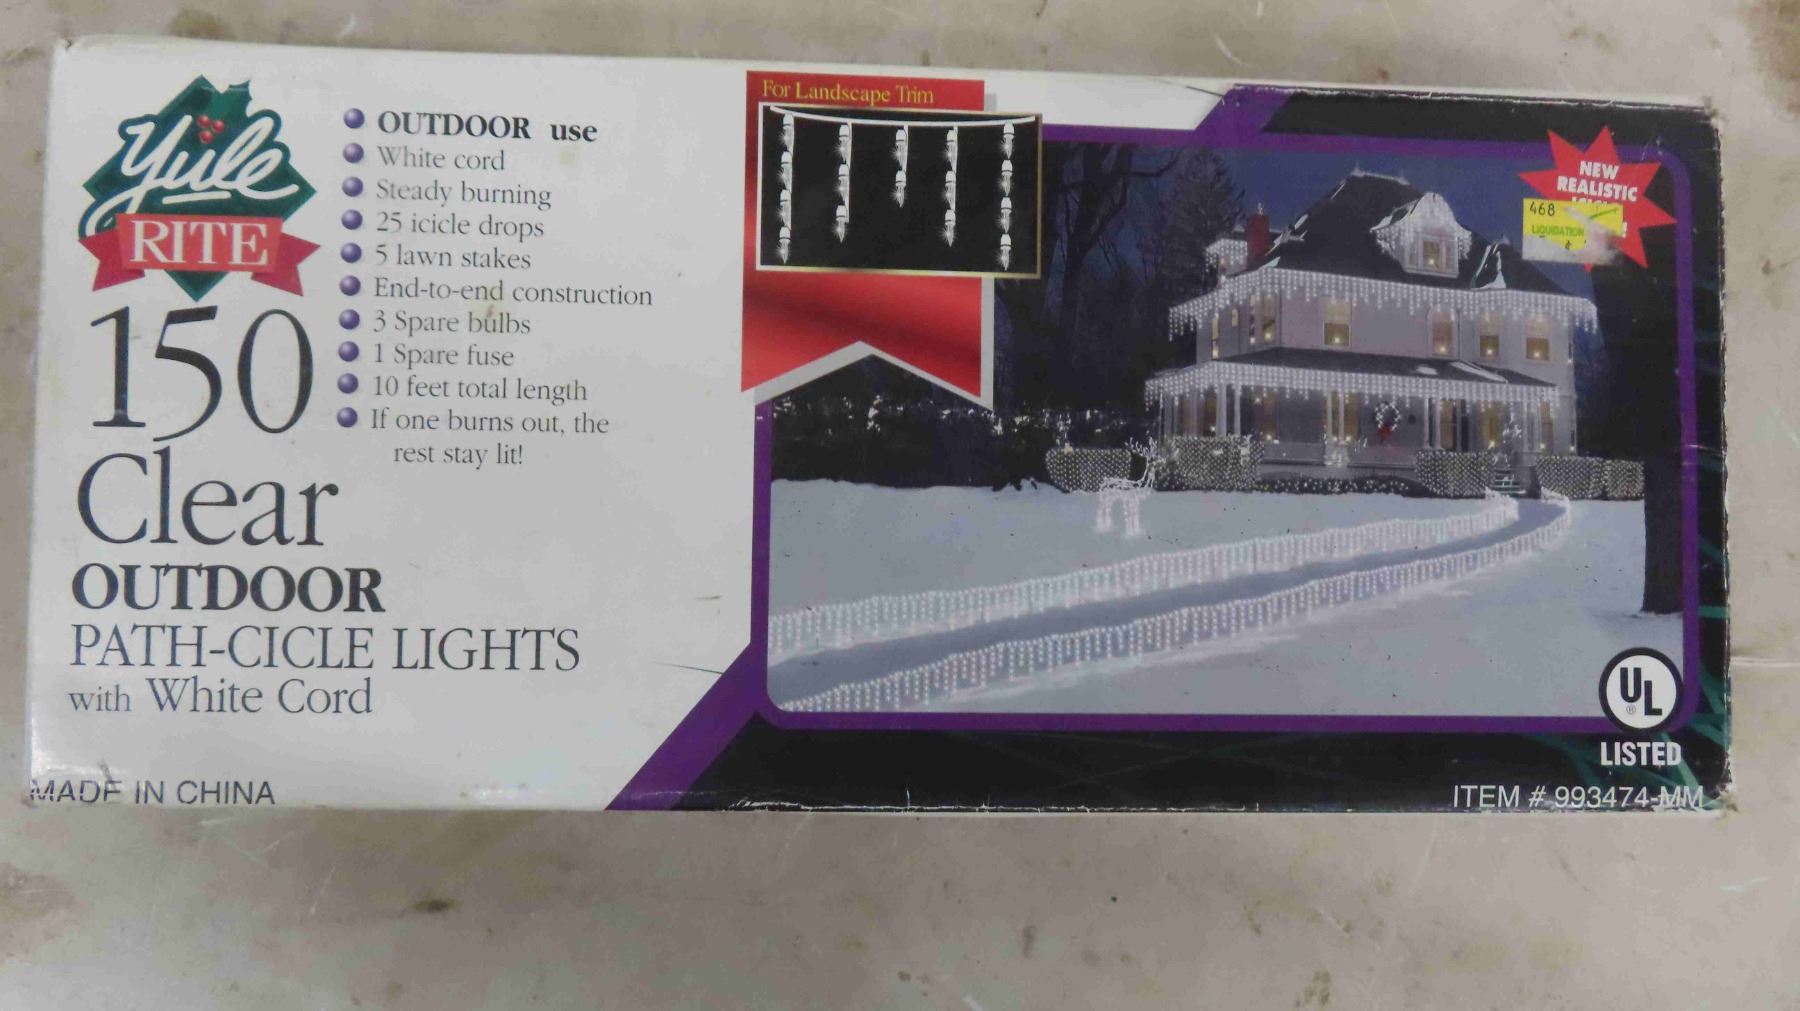 Yule
RITE
150
Clear
OUTDOOR
PATH-CICLE LIGHTS
with White Cord
MADE IN CHINA
OUTDOOR use
White cord
Steady burning
25 icicle drops
5 lawn stakes
End-to-end construction
3 Spare bulbs
1 Spare fuse
10 feet total length
If one burns out, the
rest stay lit!
For Landscape Trim
NEW
REALISTIC
468
LIQUIDATION
UL
®
LISTED
ITEM # 993474-MM